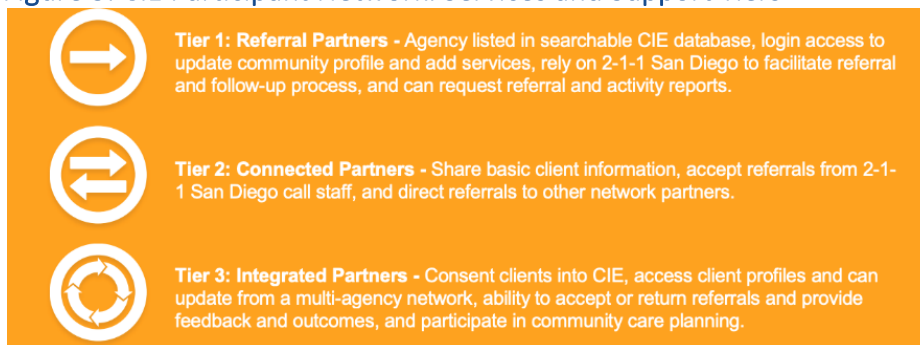 Tier 1: Referral Partners - Agency listed in searchable CIE database, login access to
update community profile and add services, rely on 2-1-1 San Diego to facilitate referral
and follow-up process, and can request referral and activity reports.
Tier 2: Connected Partners - Share basic client information, accept referrals from 2-1-
1 San Diego call staff, and direct referrals to other network partners.
Tier 3: Integrated Partners - Consent clients into CIE, access client profiles and can
update from a multi-agency network, ability to accept or return referrals and provide
feedback and outcomes, and participate in community care planning.